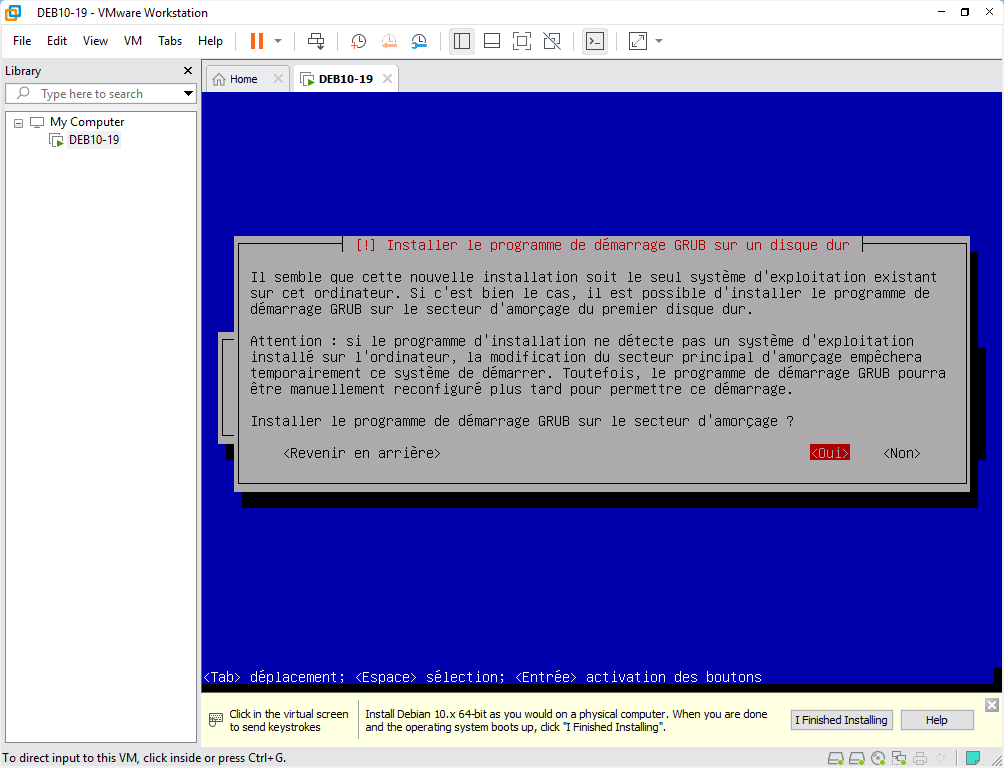 DEB10-19 - VMware Workstation
File Edit View VM Tabs Help
Library
Type here to search
My Computer
DEB10-19
Home
DEB10-19
[!] Installer le programme de démarrage GRUB sur un disque dur
Il semble que cette nouvelle installation soit le seul système d'exploitation existant
sur cet ordinateur. Si c'est bien le cas, il est possible d'installer le programme de
démarrage GRUB sur le secteur d'amorçage du premier disque dur.
Attention : si le programme d'installation ne détecte pas un système d'exploitation
installé sur l'ordinateur, la modification du secteur principal d'amorçage empêchera
temporairement ce système de démarrer. Toutefois, le programme de démarrage GRUB pourra
être manuellement reconfiguré plus tard pour permettre ce démarrage.
Installer le programme de démarrage GRUB sur le secteur d'amorçage ?
<Revenir en arrière> <Oui> <Non>
<Tab> déplacement; <Espace> sélection; <Entrée> activation des boutons
Click in the virtual screen
to send keystrokes
Install Debian 10.x 64-bit as you would on a physical computer. When you are done
and the operating system boots up, click "I Finished Installing".
I Finished Installing
Help
To direct input to this VM, click inside or press Ctrl+G.